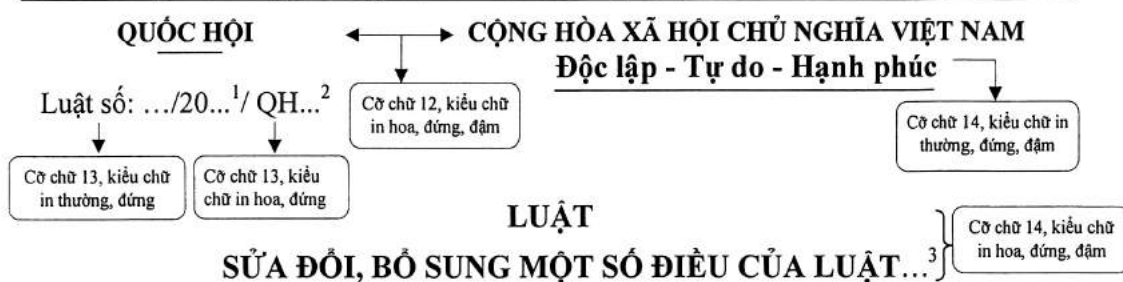 QUỐC HỘI
CỘNG HÒA XÃ HỘI CHỦ NGHĨA VIỆT NAM
Độc lập - Tự do - Hạnh phúc
Luật số: …/20...1/ QH...2
Cỡ chữ 12, kiểu chữ
in hoa, đứng, đậm
Cỡ chữ 14, kiểu chữ in
thường, đứng, đậm
Cỡ chữ 13, kiểu chữ
in thường, đứng
Cỡ chữ 13, kiểu
chữ in hoa, đứng
LUẬT
SỬA ĐỔI, BỔ SUNG MỘT SỐ ĐIỀU CỦA LUẬT…3
Cỡ chữ 14, kiểu chữ
in hoa, đứng, đậm